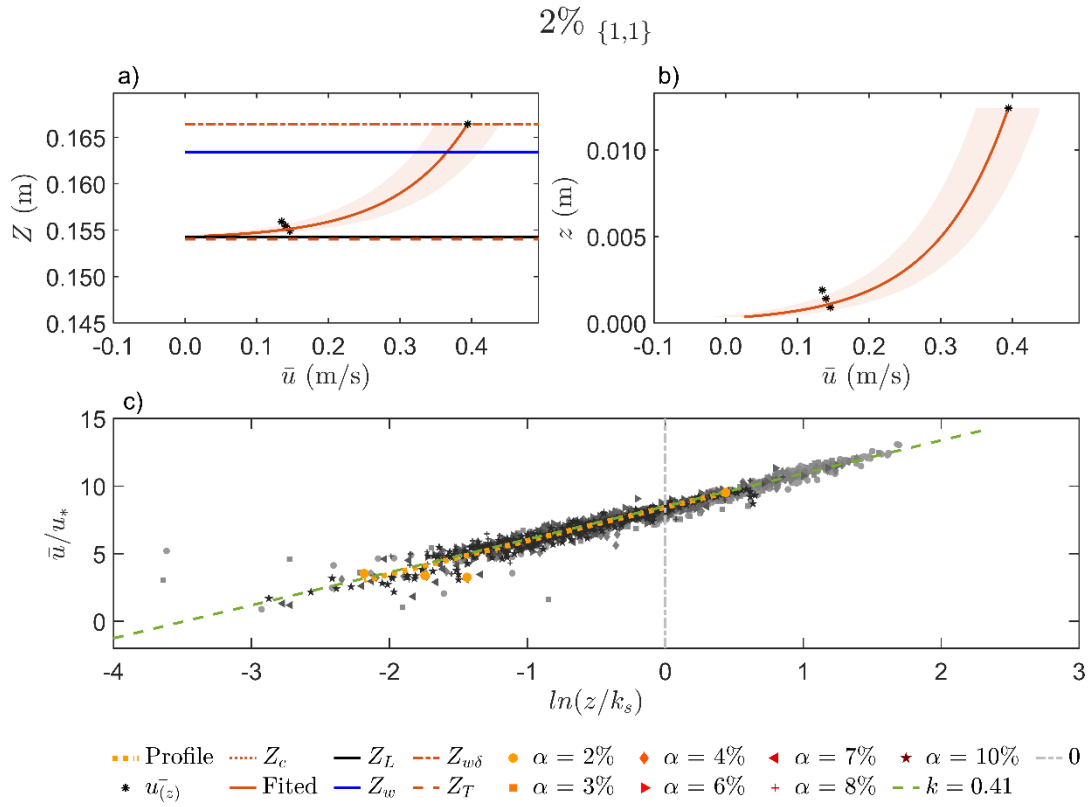 2% {1,1}
a)
b)
0.165
0.160
0.155
0.150
0.145
Z (m)
-0.1 0.0 0.1 0.2 0.3 0.4
ū (m/s)
0.010
0.005
0.000
z (m)
-0.1 0.0 0.1 0.2 0.3 0.4
ū (m/s)
c)
15
10
5
0
ū/u*
-4 -3 -2 -1 0 1 2 3
ln(z/ks)
Profile Zc ZL Zwδ α = 2% α = 4% α = 7% α = 10% 0
u(z)̄ Fited Zw ZT α = 3% α = 6% α = 8% k = 0.41